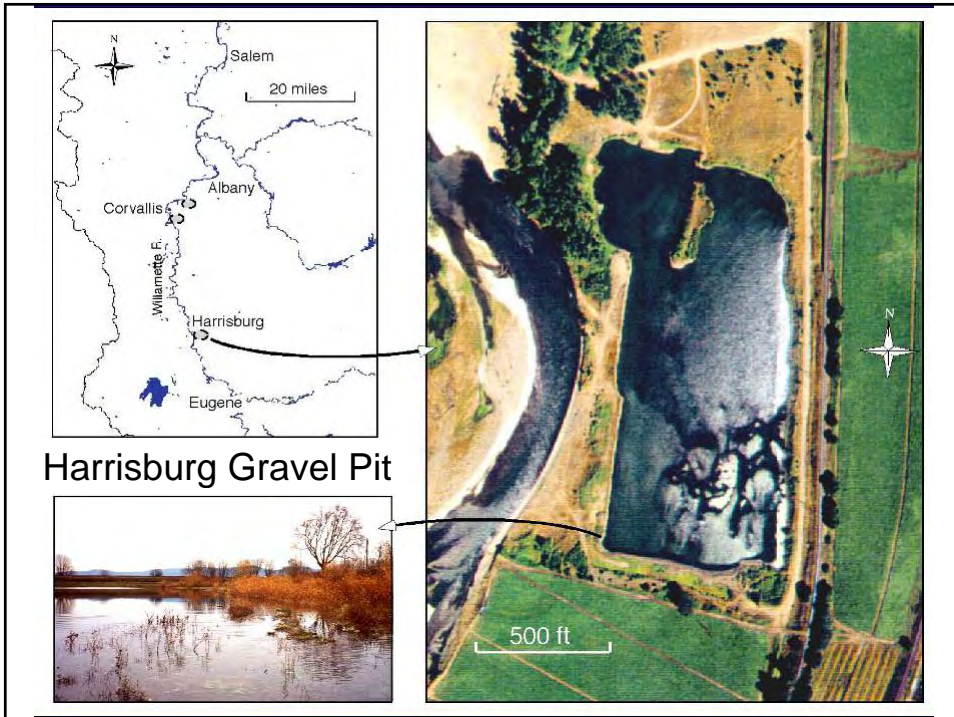 N
Salem
20 miles
Albany
Corvallis
Willamette R.
Harrisburg
Eugene
Harrisburg Gravel Pit
N
500 ft